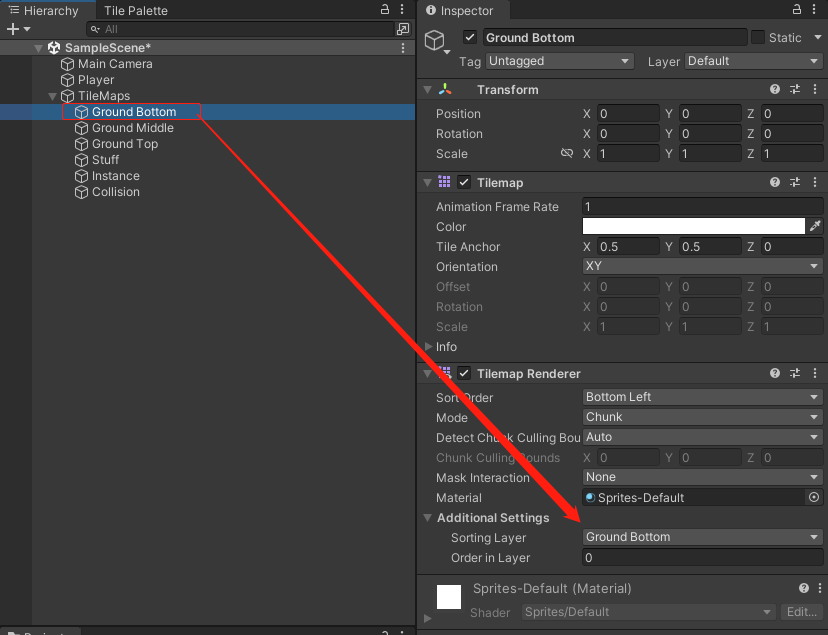 Hierarchy
Tile Palette
All
SampleScene*
Main Camera
Player
TileMaps
Ground Bottom
Ground Middle
Ground Top
Stuff
Instance
Collision
Inspector
Ground Bottom
Static
Tag Untagged Layer Default
Transform
Position X 0 Y 0 Z 0
Rotation X 0 Y 0 Z 0
Scale X 1 Y 1 Z 1
Tilemap
Animation Frame Rate 1
Color
Tile Anchor X 0.5 Y 0.5 Z 0
Orientation XY
Offset X 0 Y 0 Z 0
Rotation X 0 Y 0 Z 0
Scale X 1 Y 1 Z 1
Info
Tilemap Renderer
Sort Order Bottom Left
Mode Chunk
Detect Chunk Culling Bou Auto
Chunk Culling Bounds X 0 Y 0 Z 0
Mask Interaction None
Material Sprites-Default
Additional Settings
Sorting Layer Ground Bottom
Order in Layer 0
Sprites-Default (Material)
Shader Sprites/Default Edit...